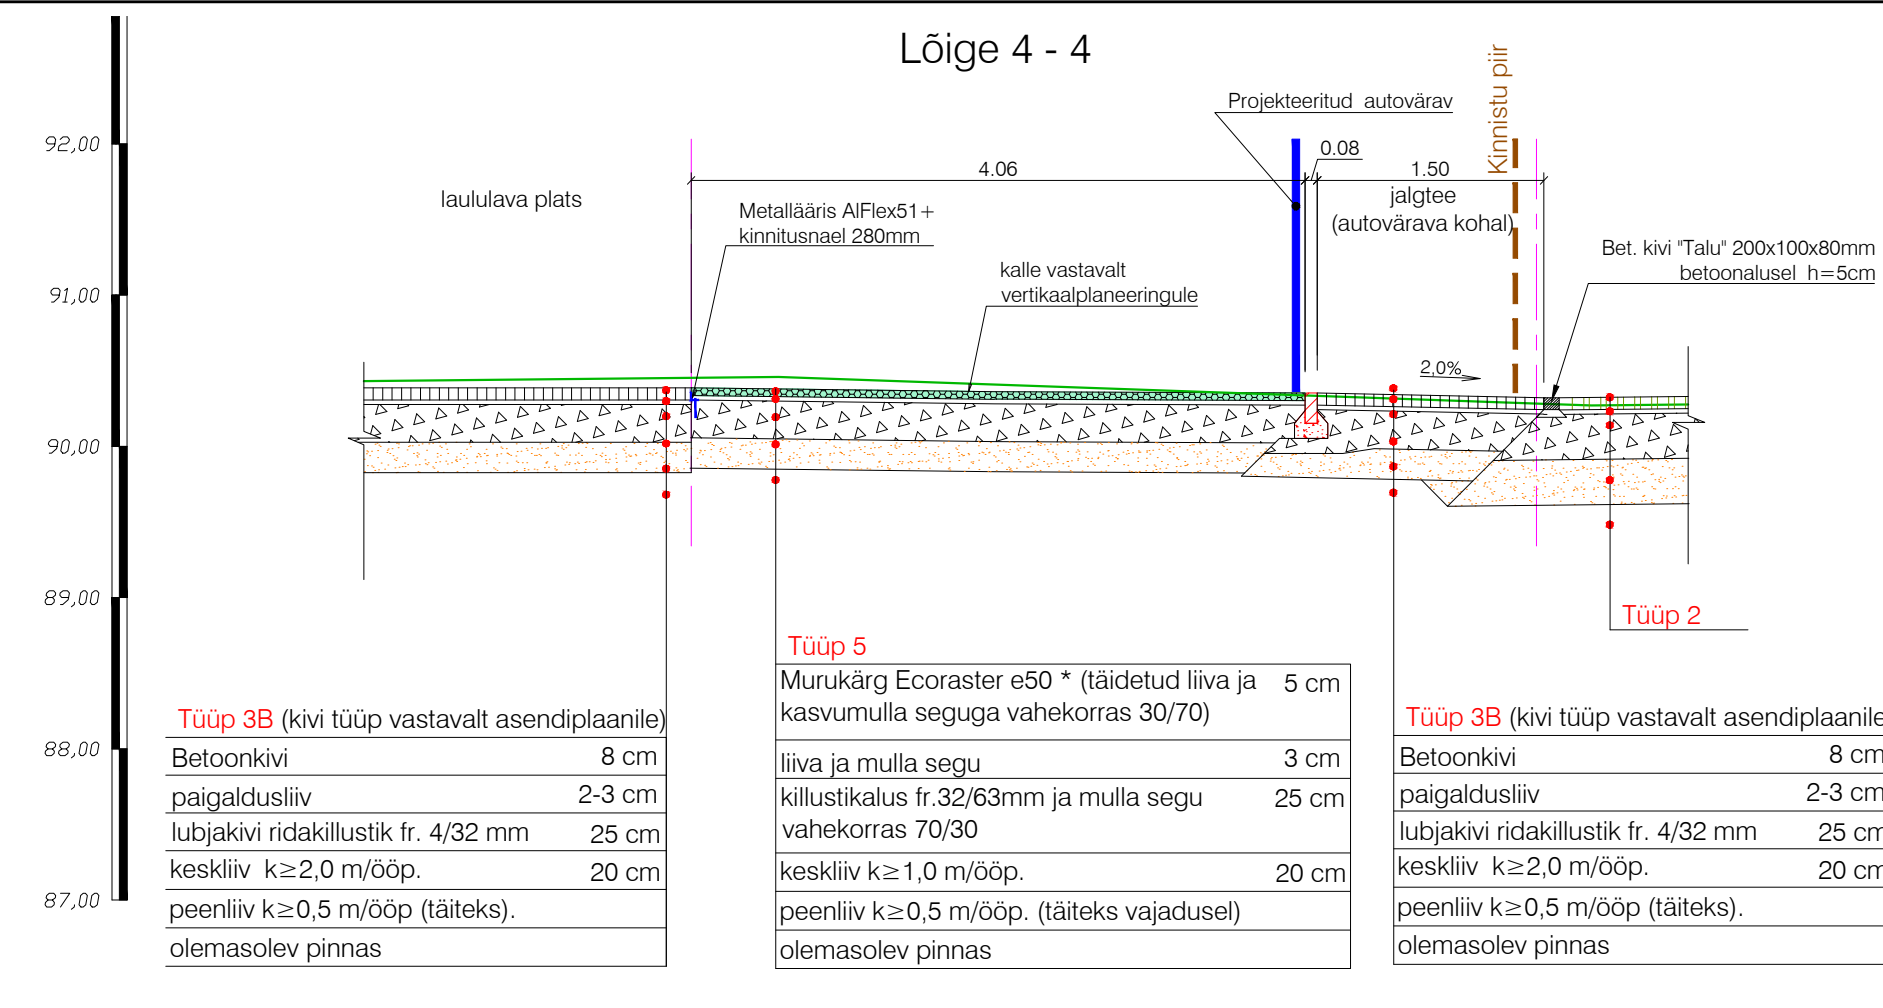 Lõige 4 - 4
Kinnistu piir
Projekteeritud autovärav
92,00
0.08
4.06
1.50
laululava plats
jalgtee
(autovärava kohal)
Metallääris AlFlex51+
kinnitusnael 280mm
Bet. kivi "Talu" 200x100x80mm
betoonalusel h=5cm
kalle vastavalt
vertikaalplaneeringule
91,00
2,0%
90,00
89,00
Tüüp 2
Tüüp 5
Murukärg Ecoraster e50 * (täidetud liiva ja 5 cm
kasvumulla seguga vahekorras 30/70)
liiva ja mulla segu 3 cm
killustikalus fr.32/63mm ja mulla segu 25 cm
vahekorras 70/30
keskliiv k≥1,0 m/ööp. 20 cm
peenliiv k≥0,5 m/ööp. (täiteks vajadusel)
olemasolev pinnas
88,00
87,00
Tüüp 3B (kivi tüüp vastavalt asendiplaanile)
Betoonkivi 8 cm
paigaldusliiv 2-3 cm
lubjakivi ridakillustik fr. 4/32 mm 25 cm
keskliiv k≥2,0 m/ööp. 20 cm
peenliiv k≥0,5 m/ööp (täiteks).
olemasolev pinnas
Tüüp 3B (kivi tüüp vastavalt asendiplaanile
Betoonkivi 8 cm
paigaldusliiv 2-3 cm
lubjakivi ridakillustik fr. 4/32 mm 25 cm
keskliiv k≥2,0 m/ööp. 20 cm
peenliiv k≥0,5 m/ööp (täiteks).
olemasolev pinnas